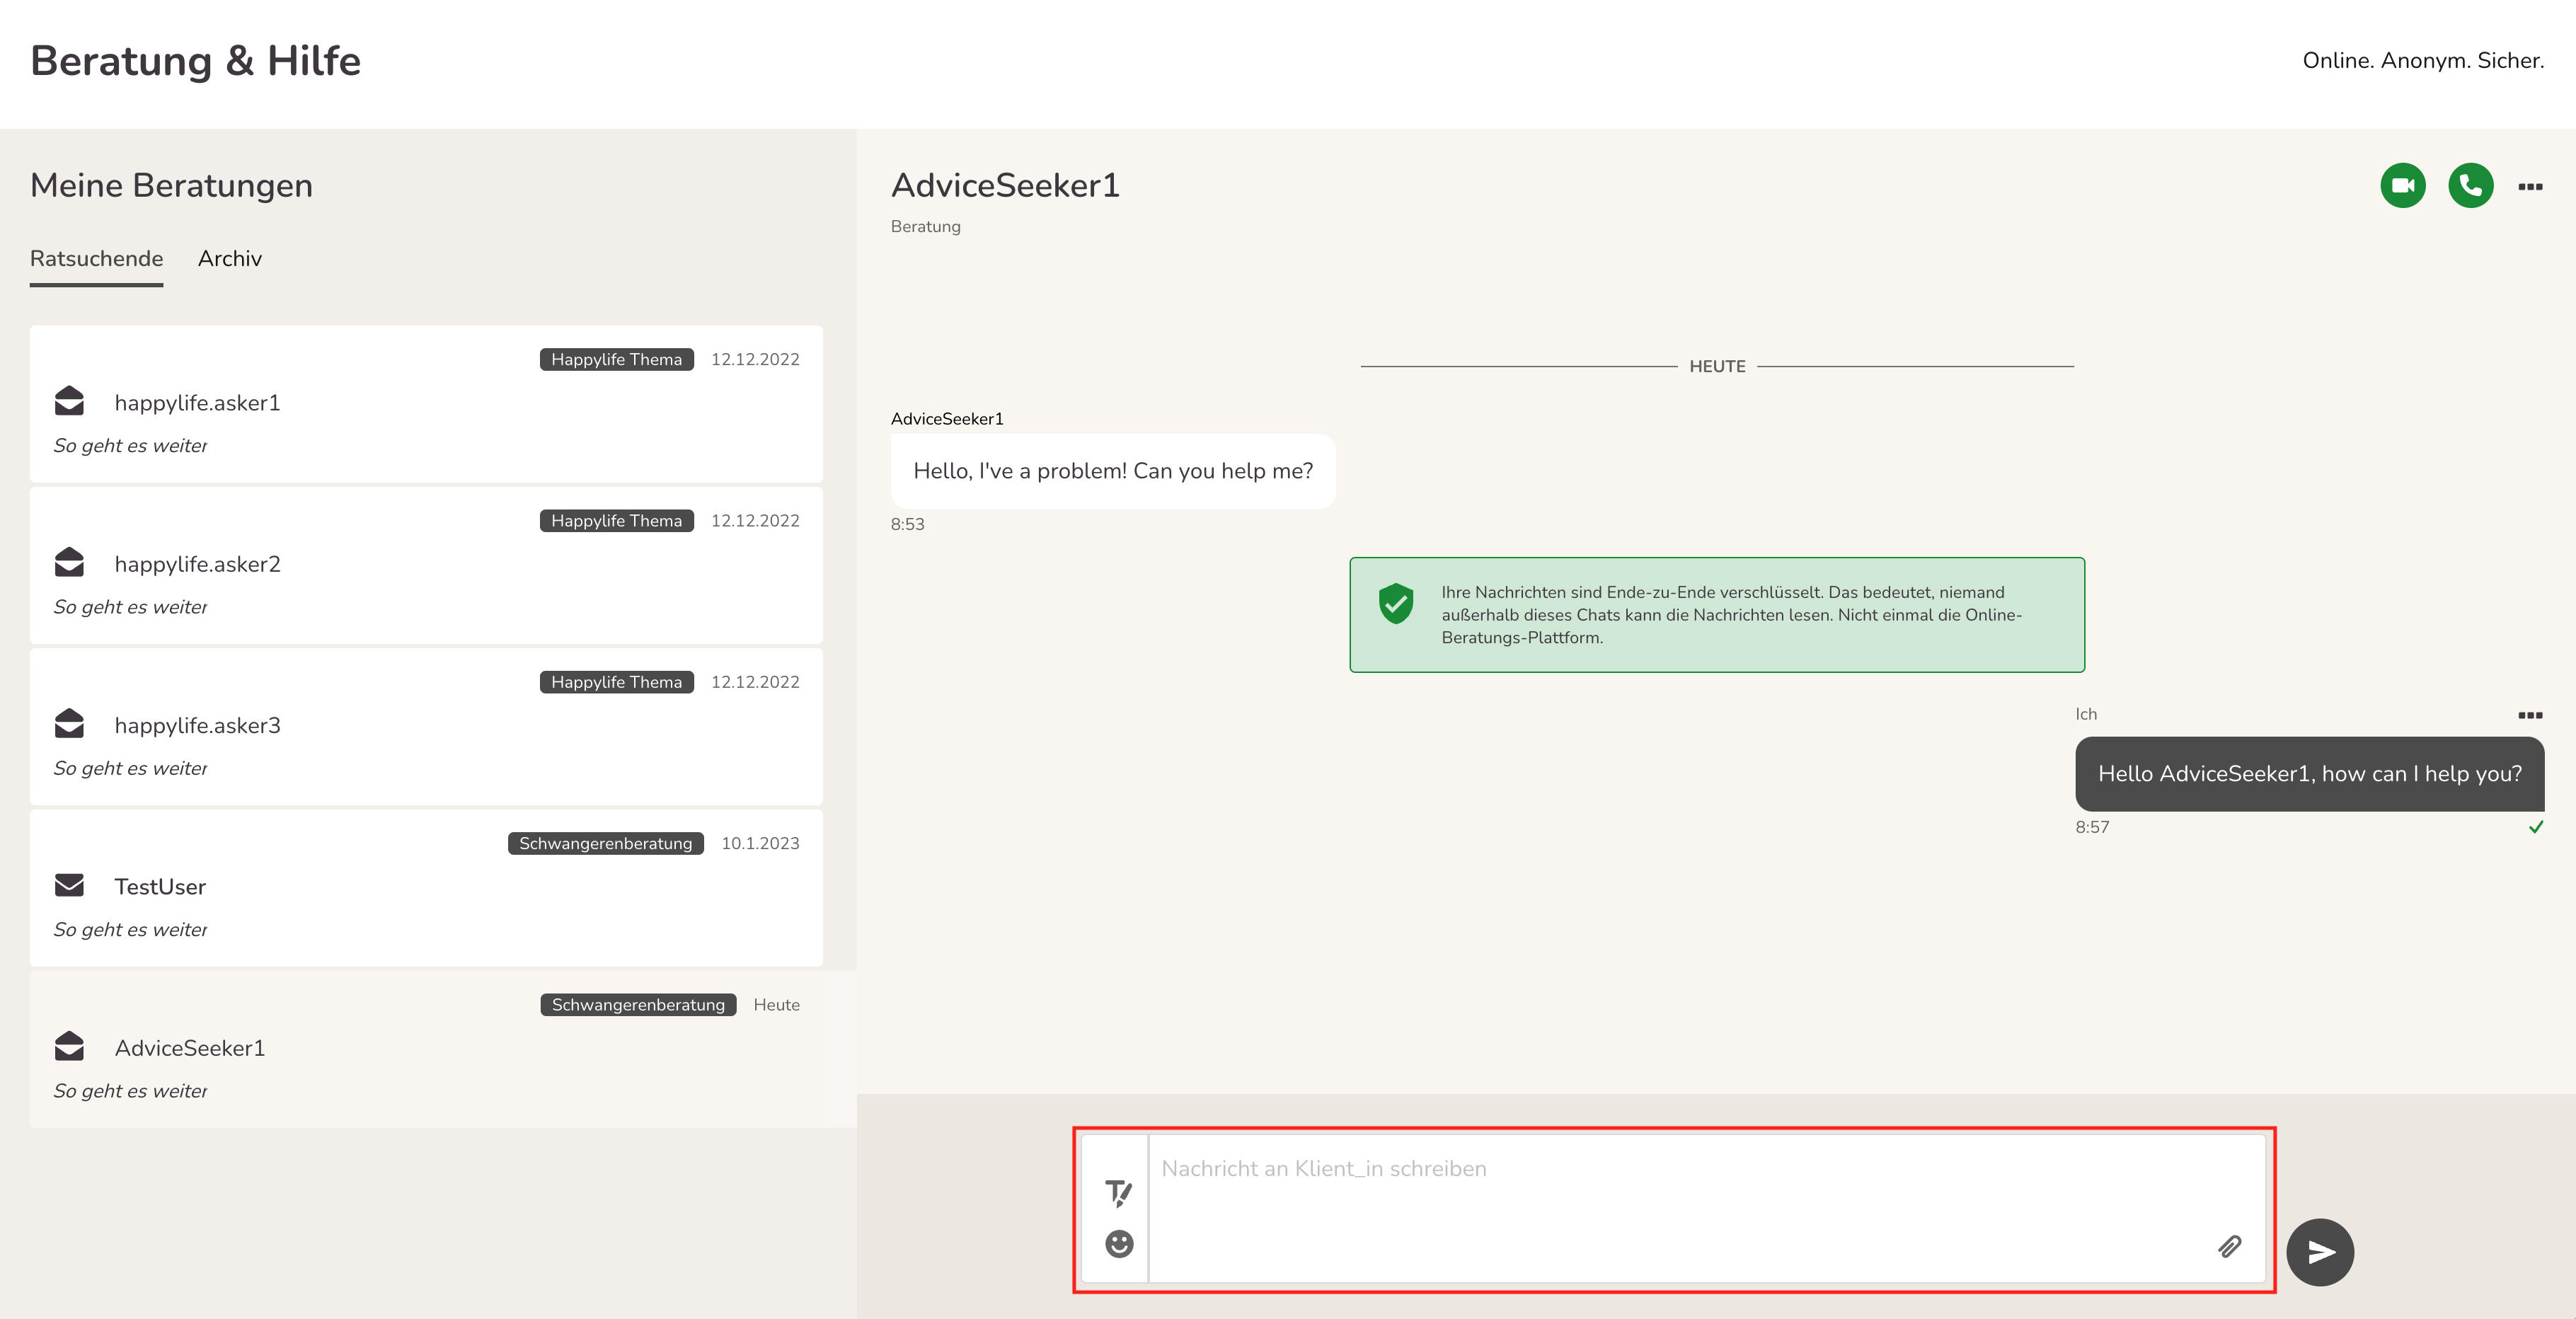 Beratung & Hilfe
Online. Anonym. Sicher.
Meine Beratungen
Ratsuchende
Archiv
Happylife Thema 12.12.2022
happylife.asker1
So geht es weiter
Happylife Thema 12.12.2022
happylife.asker2
So geht es weiter
Happylife Thema 12.12.2022
happylife.asker3
So geht es weiter
Schwangerenberatung 10.1.2023
TestUser
So geht es weiter
Schwangerenberatung Heute
AdviceSeeker1
So geht es weiter
AdviceSeeker1
Beratung
HEUTE
AdviceSeeker1
Hello, I've a problem! Can you help me?
8:53
Ihre Nachrichten sind Ende-zu-Ende verschlüsselt. Das bedeutet, niemand
außerhalb dieses Chats kann die Nachrichten lesen. Nicht einmal die Online-
Beratungs-Plattform.
Ich
Hello AdviceSeeker1, how can I help you?
8:57
Nachricht an Klient_in schreiben